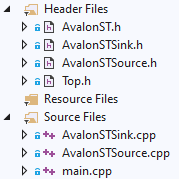 Header Files
AvalonST.h
AvalonSTSink.h
AvalonSTSource.h
Top.h
Resource Files
Source Files
AvalonSTSink.cpp
AvalonSTSource.cpp
main.cpp